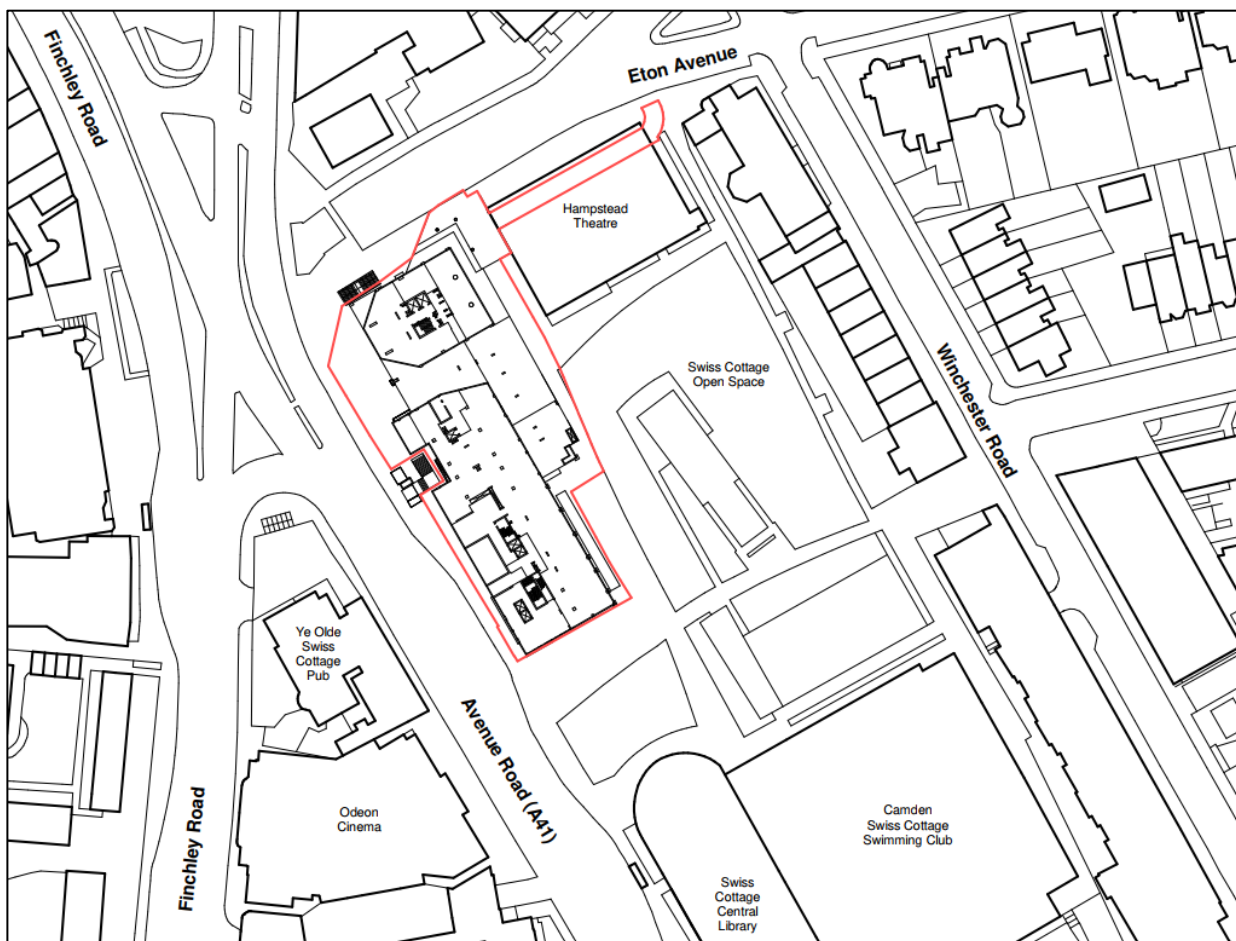 Finchley Road
Eton Avenue
Hampstead
Theatre
Swiss Cottage
Open Space
Winchester Road
Ye Olde
Swiss
Cottage
Pub
Avenue Road (A41)
Odeon
Cinema
Camden
Swiss Cottage
Swimming Club
Finchley Road
Swiss
Cottage
Central
Library